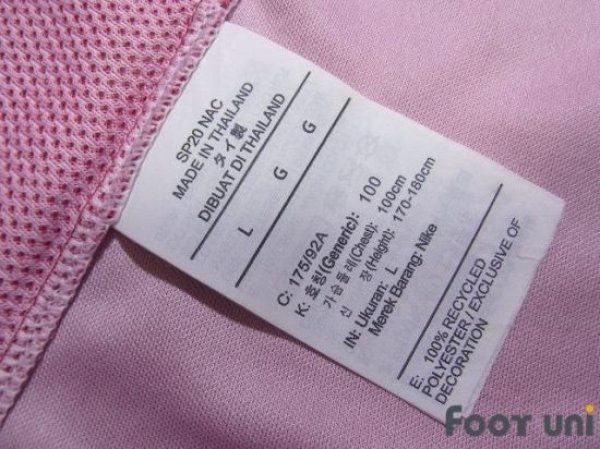 SP20 NAC
MADE IN THAILAND
タイ製
DIBUAT DI THAILAND
L G G
C: 175/92A
K: 호칭(Generic): 100
가슴둘레(Chest): 100cm
신 장(Height): 170-180cm
IN: Ukuran: L
Merek Barang: Nike
E: 100% RECYCLED
POLYESTER / EXCLUSIVE OF
DECORATION
FOOT UNI